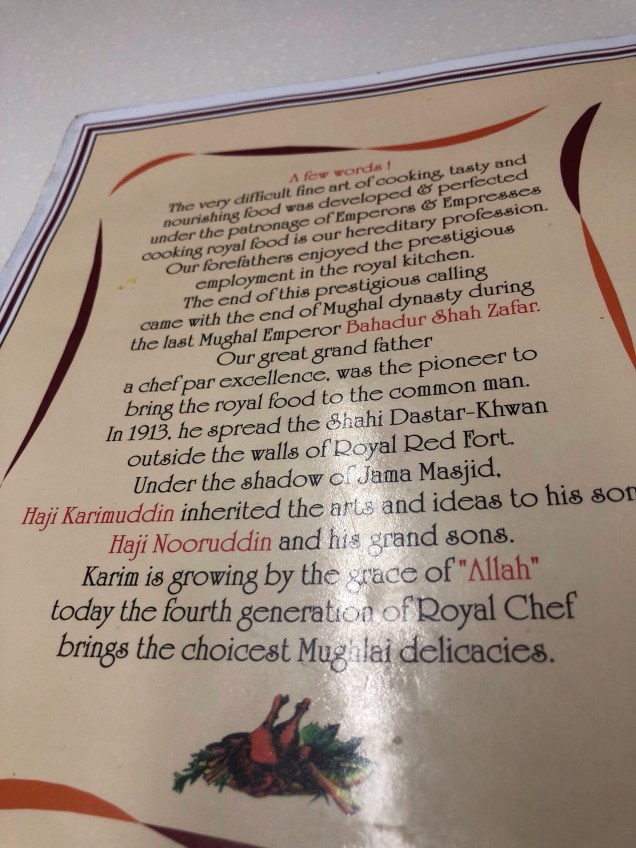 A few words !
The very difficult fine art of cooking, tasty and
nourishing food was developed & perfected
under the patronage of Emperors & Empresses
cooking royal food is our hereditary profession.
Our forefathers enjoyed the prestigious
employment in the royal kitchen.
The end of this prestigious calling
came with the end of Mughal dynasty during
the last Mughal Emperor Bahadur Shah Zafar.
Our great grand father
a chef par excellence, was the pioneer to
bring the royal food to the common man.
In 1913, he spread the Shahi Dastar-Khwan
outside the walls of Royal Red Fort.
Under the shadow of Jama Masjid,
Haji Karimuddin inherited the arts and ideas to his son
Haji Nooruddin and his grand sons.
Karim is growing by the grace of "Allah"
today the fourth generation of Royal Chef
brings the choicest Mughlai delicacies.